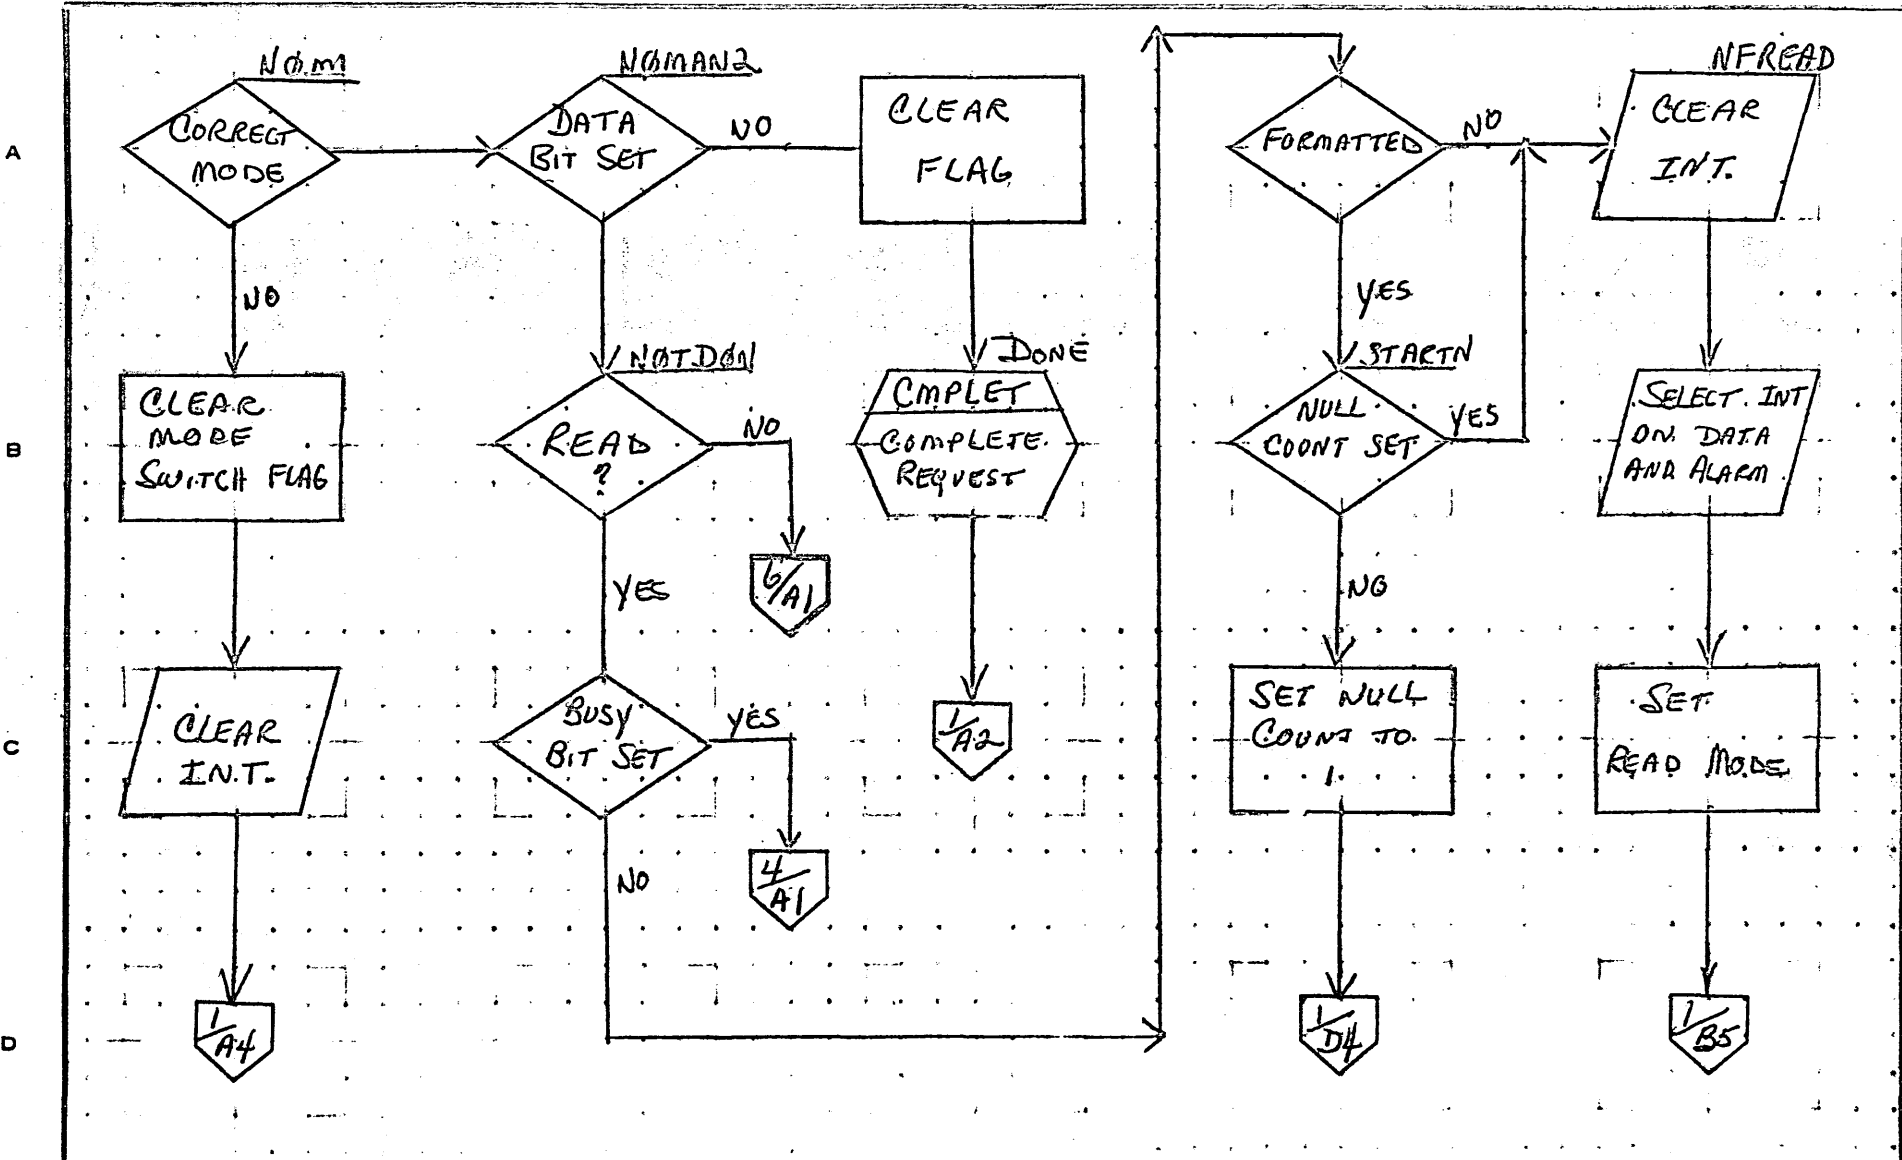 NØM1
CORRECT
MODE
NO
CLEAR
MODE
SWITCH FLAG
CLEAR
INT.
1/A4
NØMAN2
DATA
BIT SET
NO
NØTDØN
READ
?
NO
6/A1
YES
BUSY
BIT SET
YES
4/A1
NO
CLEAR
FLAG
DONE
CMPLET
COMPLETE
REQUEST
1/A2
FORMATTED
NO
YES
STARTN
NULL
COUNT SET
YES
NO
SET NULL
COUNT TO
1
1/D4
NFREAD
CLEAR
INT.
SELECT INT
ON DATA
AND ALARM
SET
READ MODE
1/B5
A
B
C
D